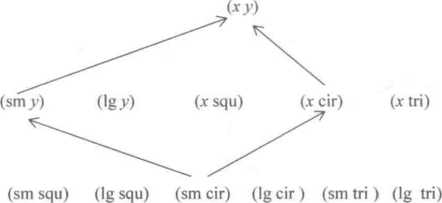 (x y)
(sm y) (lg y) (x squ) (x cir) (x tri)
(sm squ) (lg squ) (sm cir) (lg cir ) (sm tri ) (lg tri)